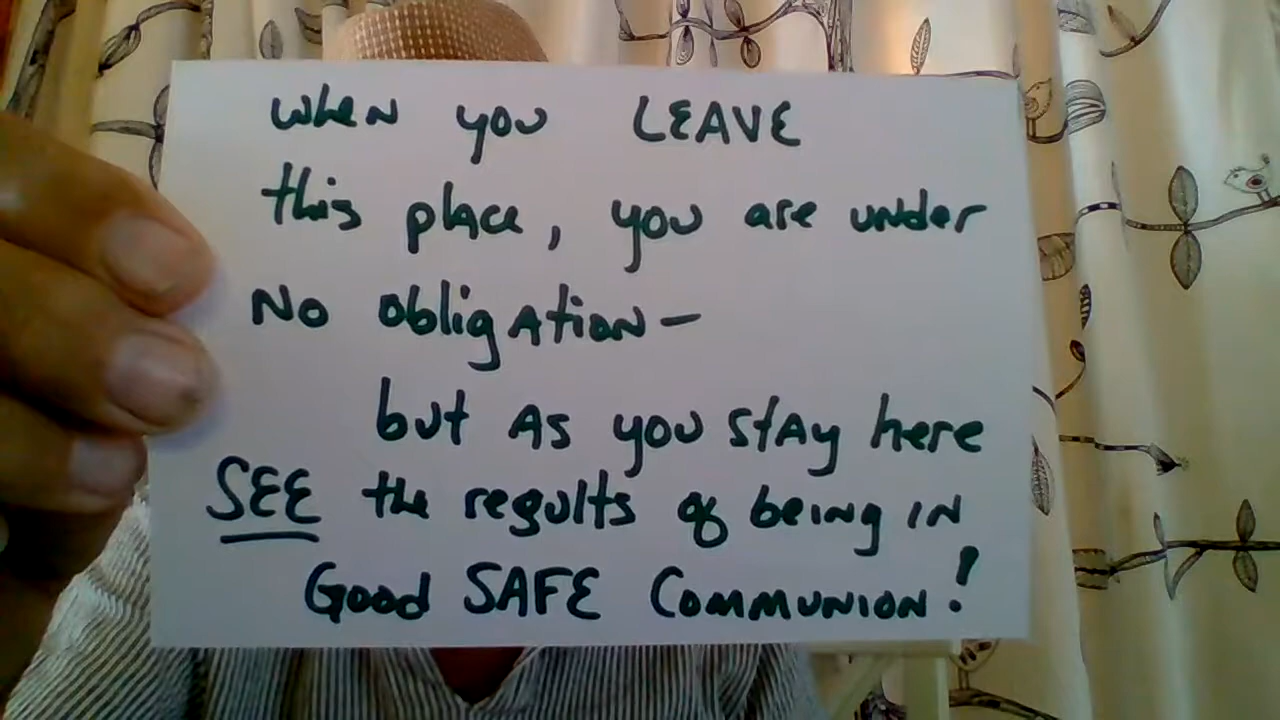 when you LEAVE
this place, you are under
No obligation—
but As you stay here
SEE the results of being in
Good SAFE Communion!